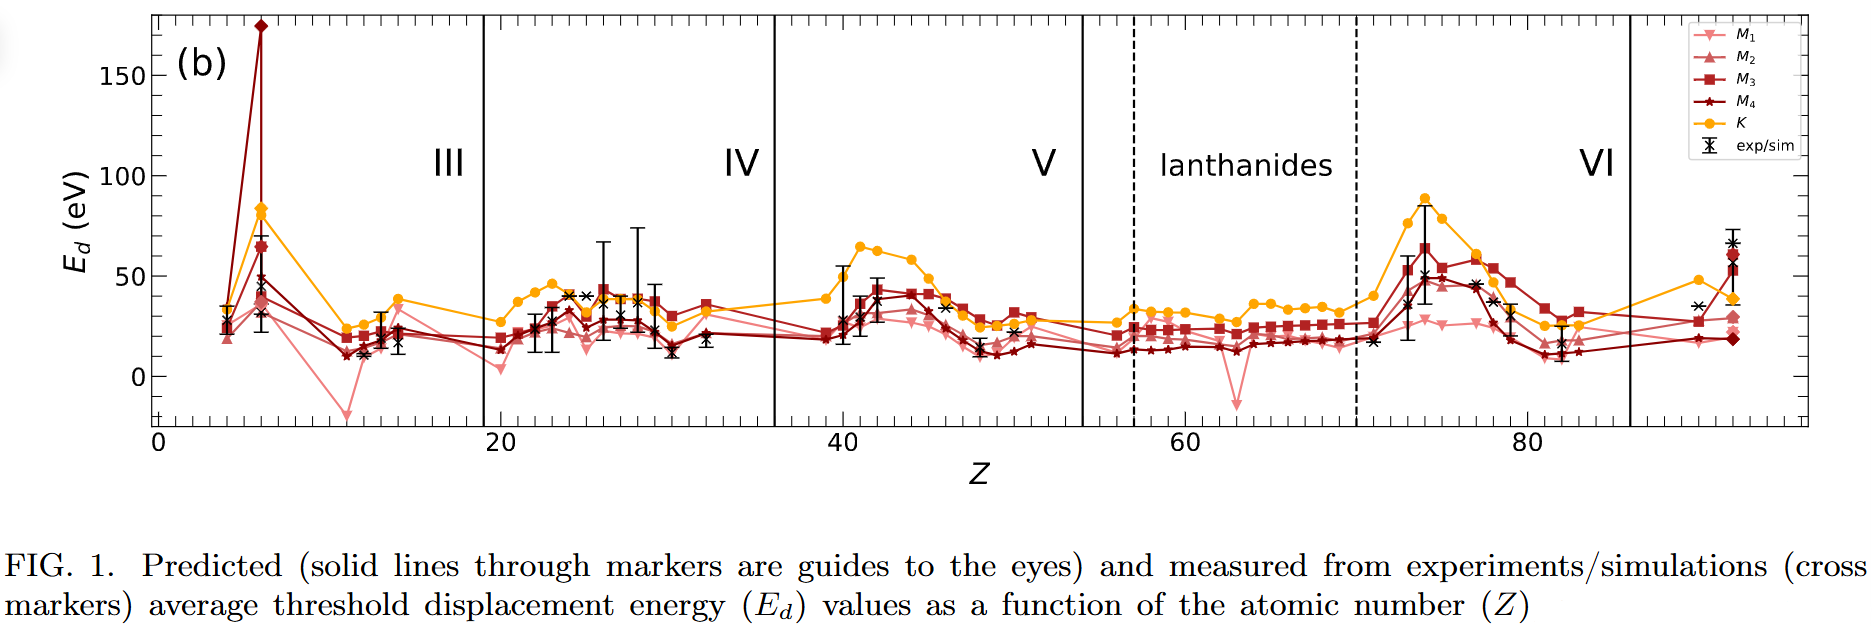 (b)
150
100
50
0
E_d (eV)
III
IV
V
lanthanides
VI
M_1
M_2
M_3
M_4
K
exp/sim
0 20 40 60 80
Z
FIG. 1. Predicted (solid lines through markers are guides to the eyes) and measured from experiments/simulations (cross
markers) average threshold displacement energy (E_d) values as a function of the atomic number (Z)